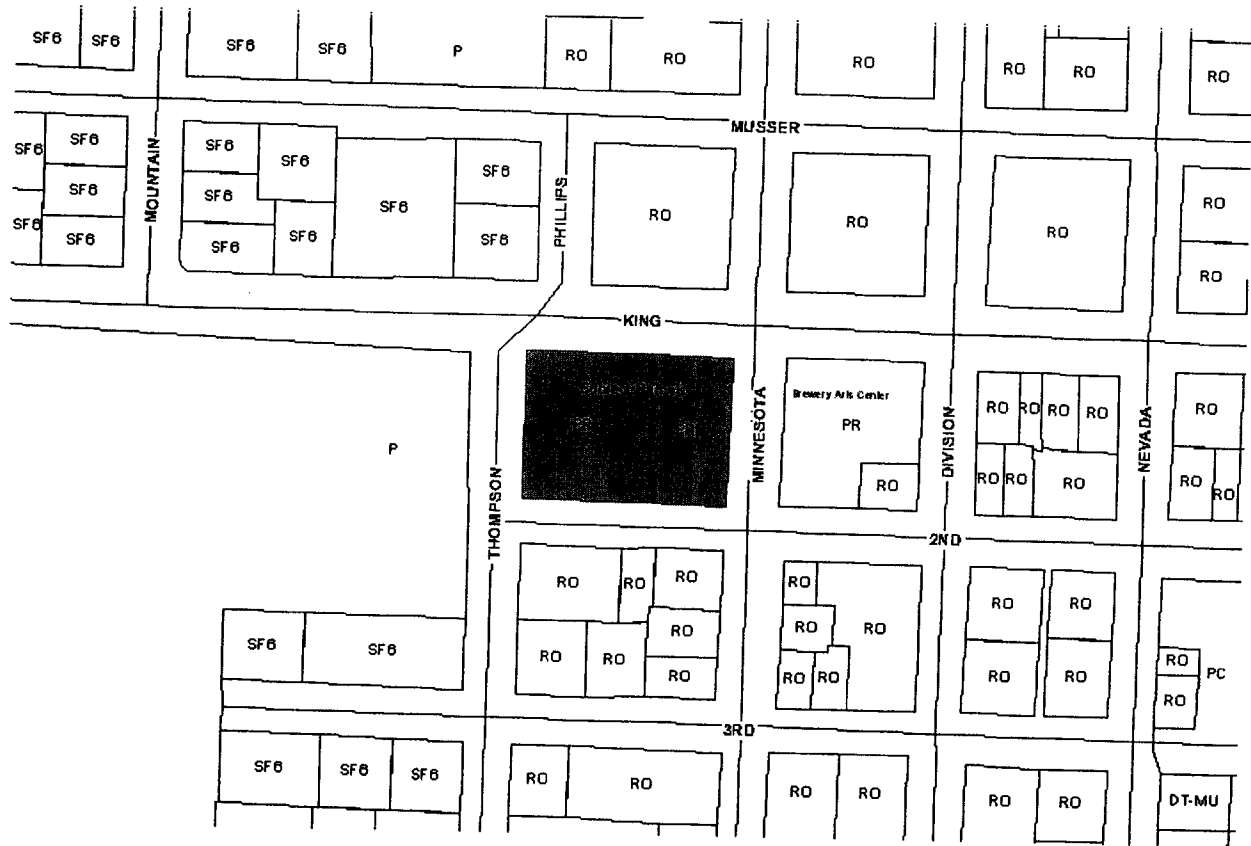 SF6 SF6 SF6 SF6 P RO RO RO RO RO RO
MUSSER
SF6 SF6 SF6 SF6 SF6 RO RO RO RO
SF6 SF6 SF6
SF6 SF6 SF6 SF6 SF6 RO
MOUNTAIN
PHILLIPS
KING
Brewery Arts Center
P PR RO RO RO RO RO
RO RO RO RO RO RO
THOMPSON
MINNESOTA
DIVISION
NEVADA
2ND
RO RO RO RO RO RO
RO RO RO
RO PC
SF6 SF6 RO RO RO RO RO RO RO RO
3RD
SF6 SF6 SF6 RO RO RO RO RO RO DT-MU